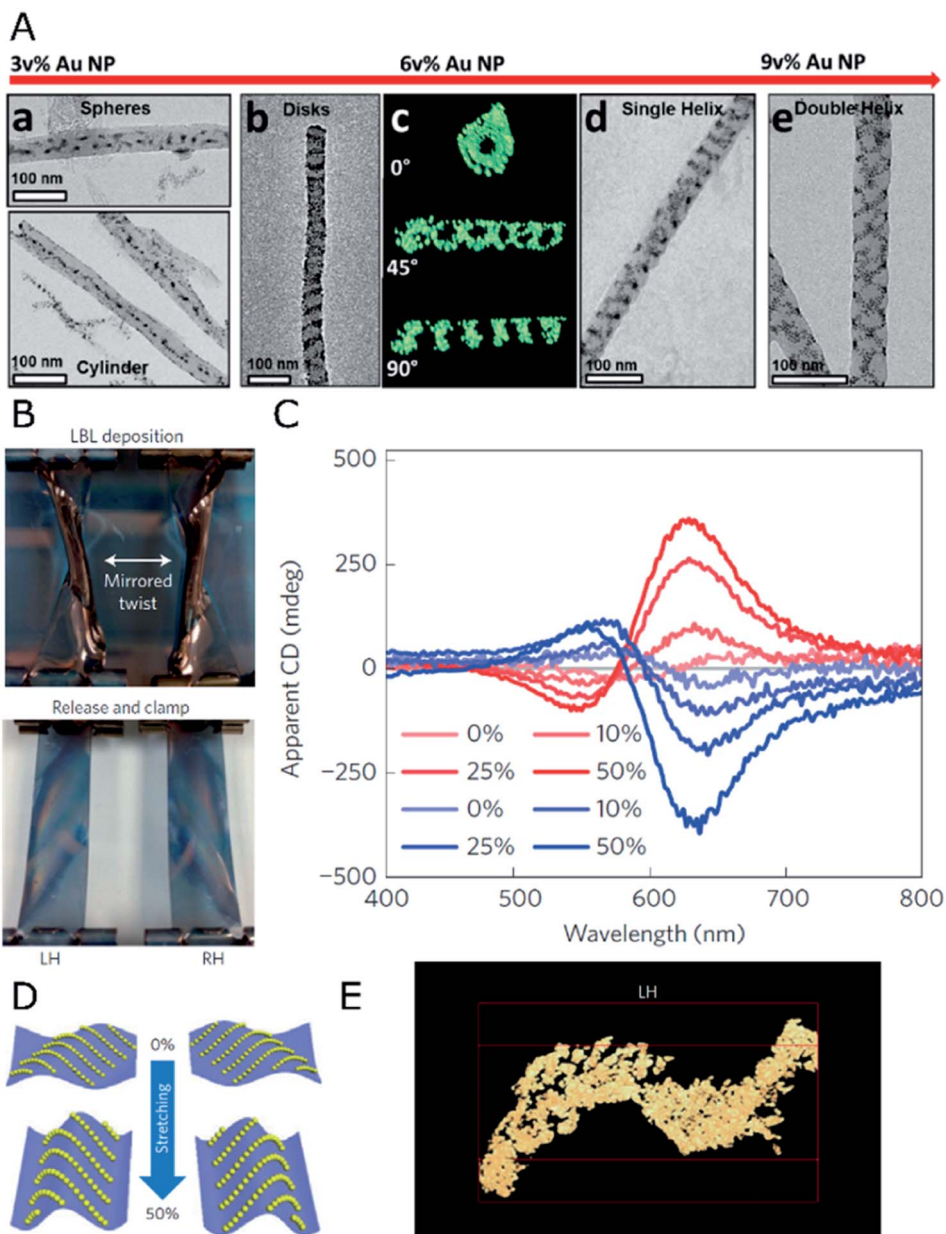 A
3v% Au NP 6v% Au NP 9v% Au NP
a Spheres
100 nm
Cylinder
100 nm
b Disks
100 nm
c
0°
45°
90°
d Single Helix
100 nm
e Double Helix
100 nm
B
LBL deposition
Mirrored
twist
Release and clamp
LH RH
C
Apparent CD (mdeg)
500
250
0
−250
−500
0% 10%
25% 50%
0% 10%
25% 50%
400 500 600 700 800
Wavelength (nm)
D
0%
Stretching
50%
E
LH